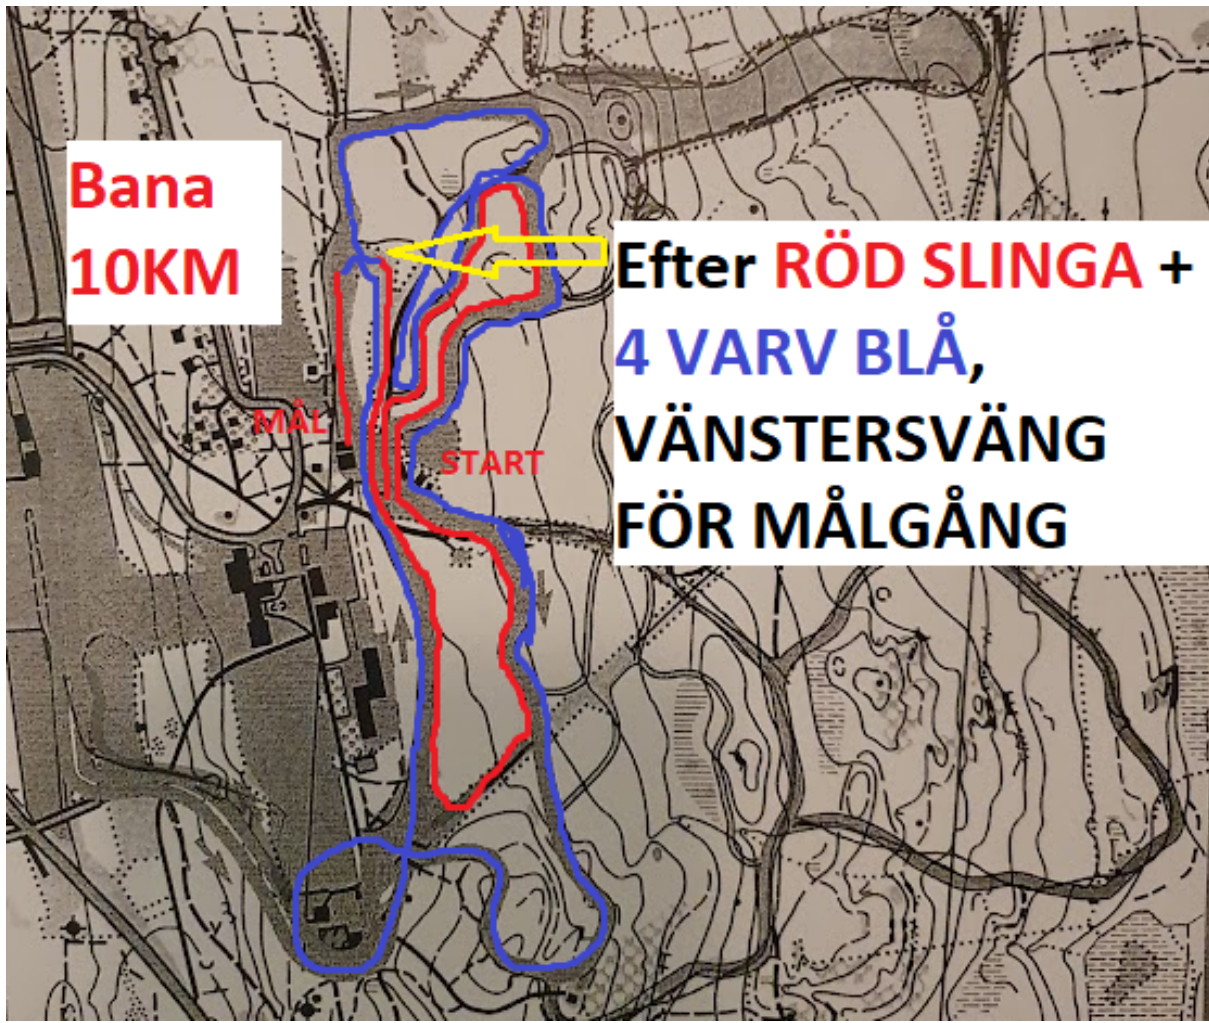 Bana
10KM
Efter RÖD SLINGA +
4 VARV BLÅ,
VÄNSTERSVÄNG
FÖR MÅLGÅNG
MÅL
START